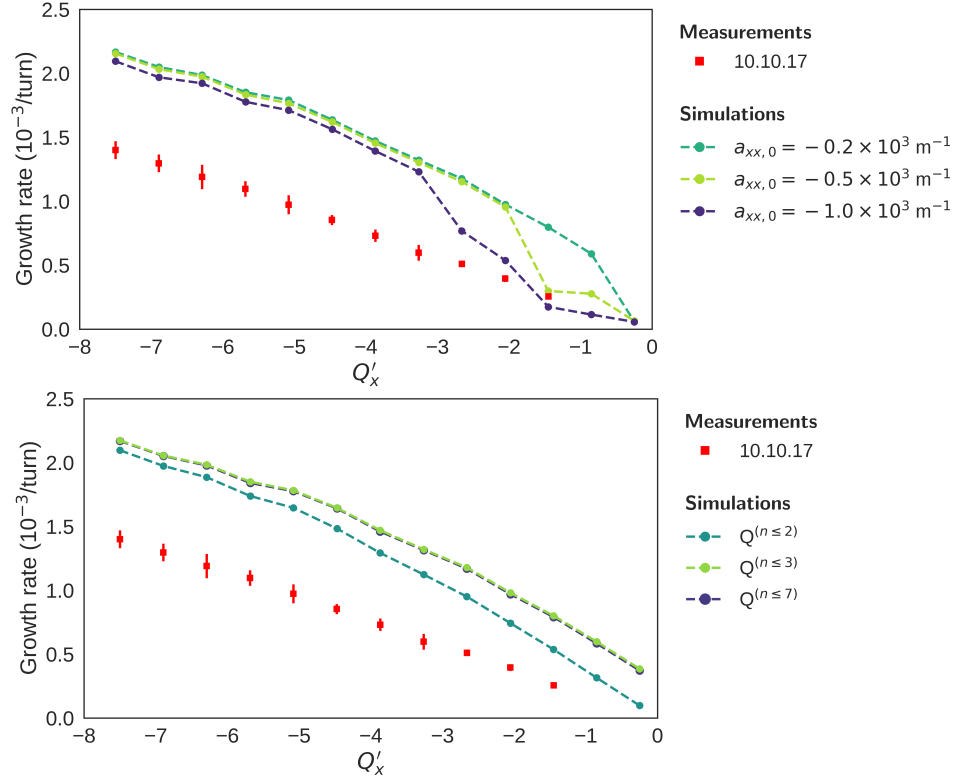 2.5
2.0
1.5
1.0
0.5
0.0
Growth rate (10⁻³/turn)
−8 −7 −6 −5 −4 −3 −2 −1 0
Q′ₓ
Measurements
10.10.17
Simulations
aₓₓ,₀ = − 0.2 × 10³ m⁻¹
aₓₓ,₀ = − 0.5 × 10³ m⁻¹
aₓₓ,₀ = − 1.0 × 10³ m⁻¹
2.5
2.0
1.5
1.0
0.5
0.0
Growth rate (10⁻³/turn)
−8 −7 −6 −5 −4 −3 −2 −1 0
Q′ₓ
Measurements
10.10.17
Simulations
Q⁽ⁿ ≤ ²⁾
Q⁽ⁿ ≤ ³⁾
Q⁽ⁿ ≤ ⁷⁾